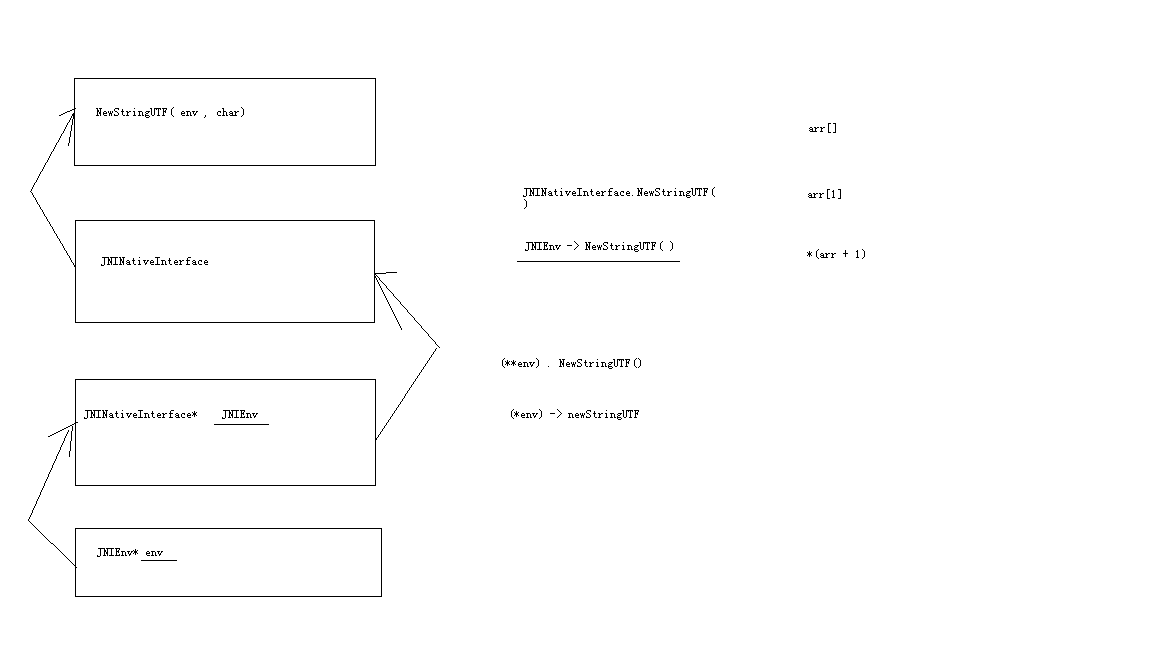 NewStringUTF( env , char)
arr[]
JNINativeInterface.NewStringUTF(
)
arr[1]
JNIEnv -> NewStringUTF( )
*(arr + 1)
JNINativeInterface
(**env) . NewStringUTF()
JNINativeInterface* JNIEnv
(*env) -> newStringUTF
JNIEnv* env